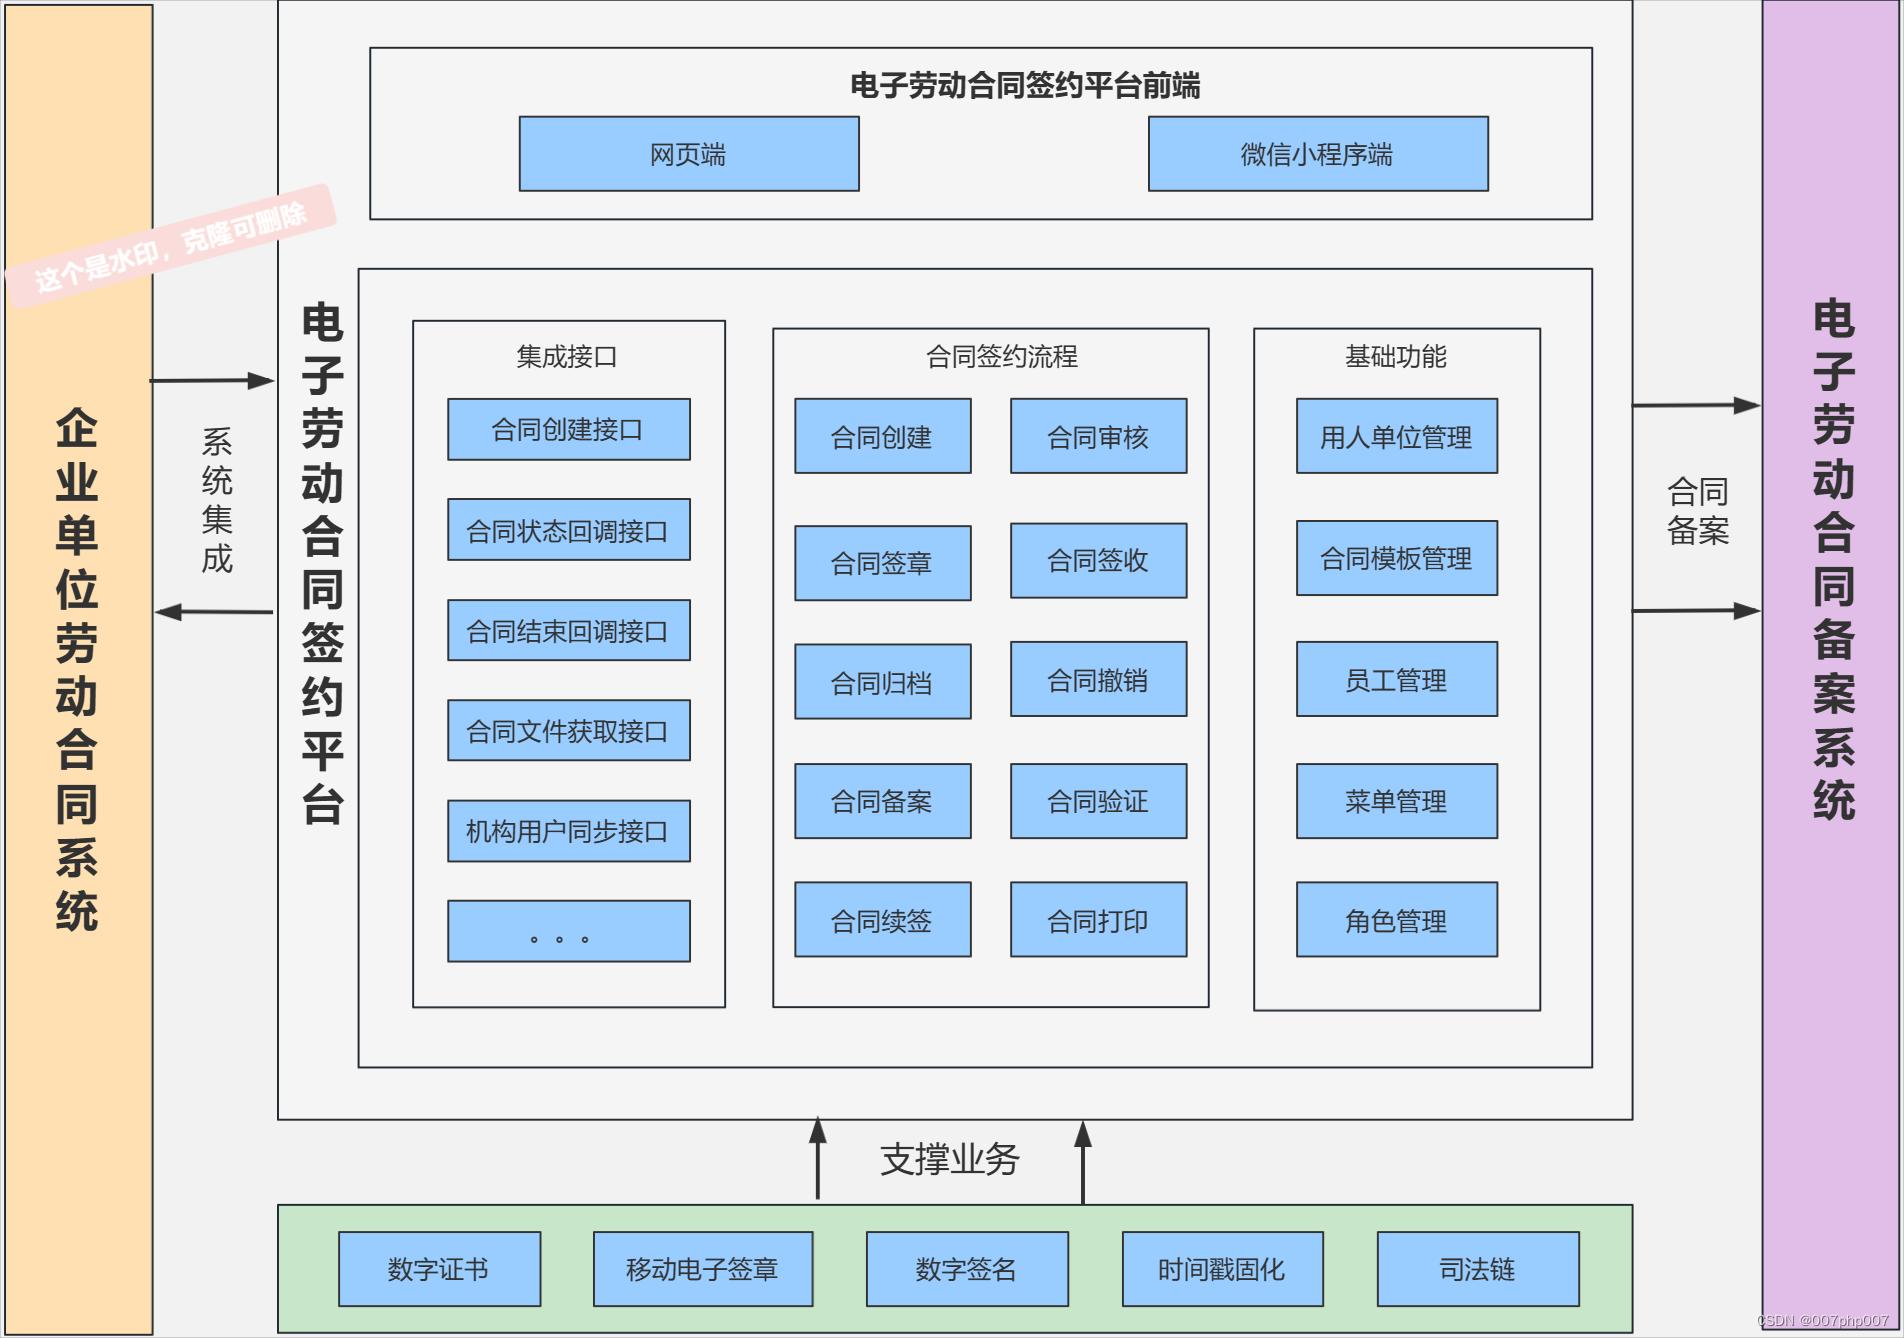 电子劳动合同签约平台前端
网页端
微信小程序端
这个是水印，克隆可删除
企业单位劳动合同系统
系统集成
电子劳动合同签约平台
集成接口
合同创建接口
合同状态回调接口
合同结束回调接口
合同文件获取接口
机构用户同步接口
。。。
合同签约流程
合同创建
合同审核
合同签章
合同签收
合同归档
合同撤销
合同备案
合同验证
合同续签
合同打印
基础功能
用人单位管理
合同模板管理
员工管理
菜单管理
角色管理
合同
备案
电子劳动合同备案系统
支撑业务
数字证书
移动电子签章
数字签名
时间戳固化
司法链
CSDN @007php007